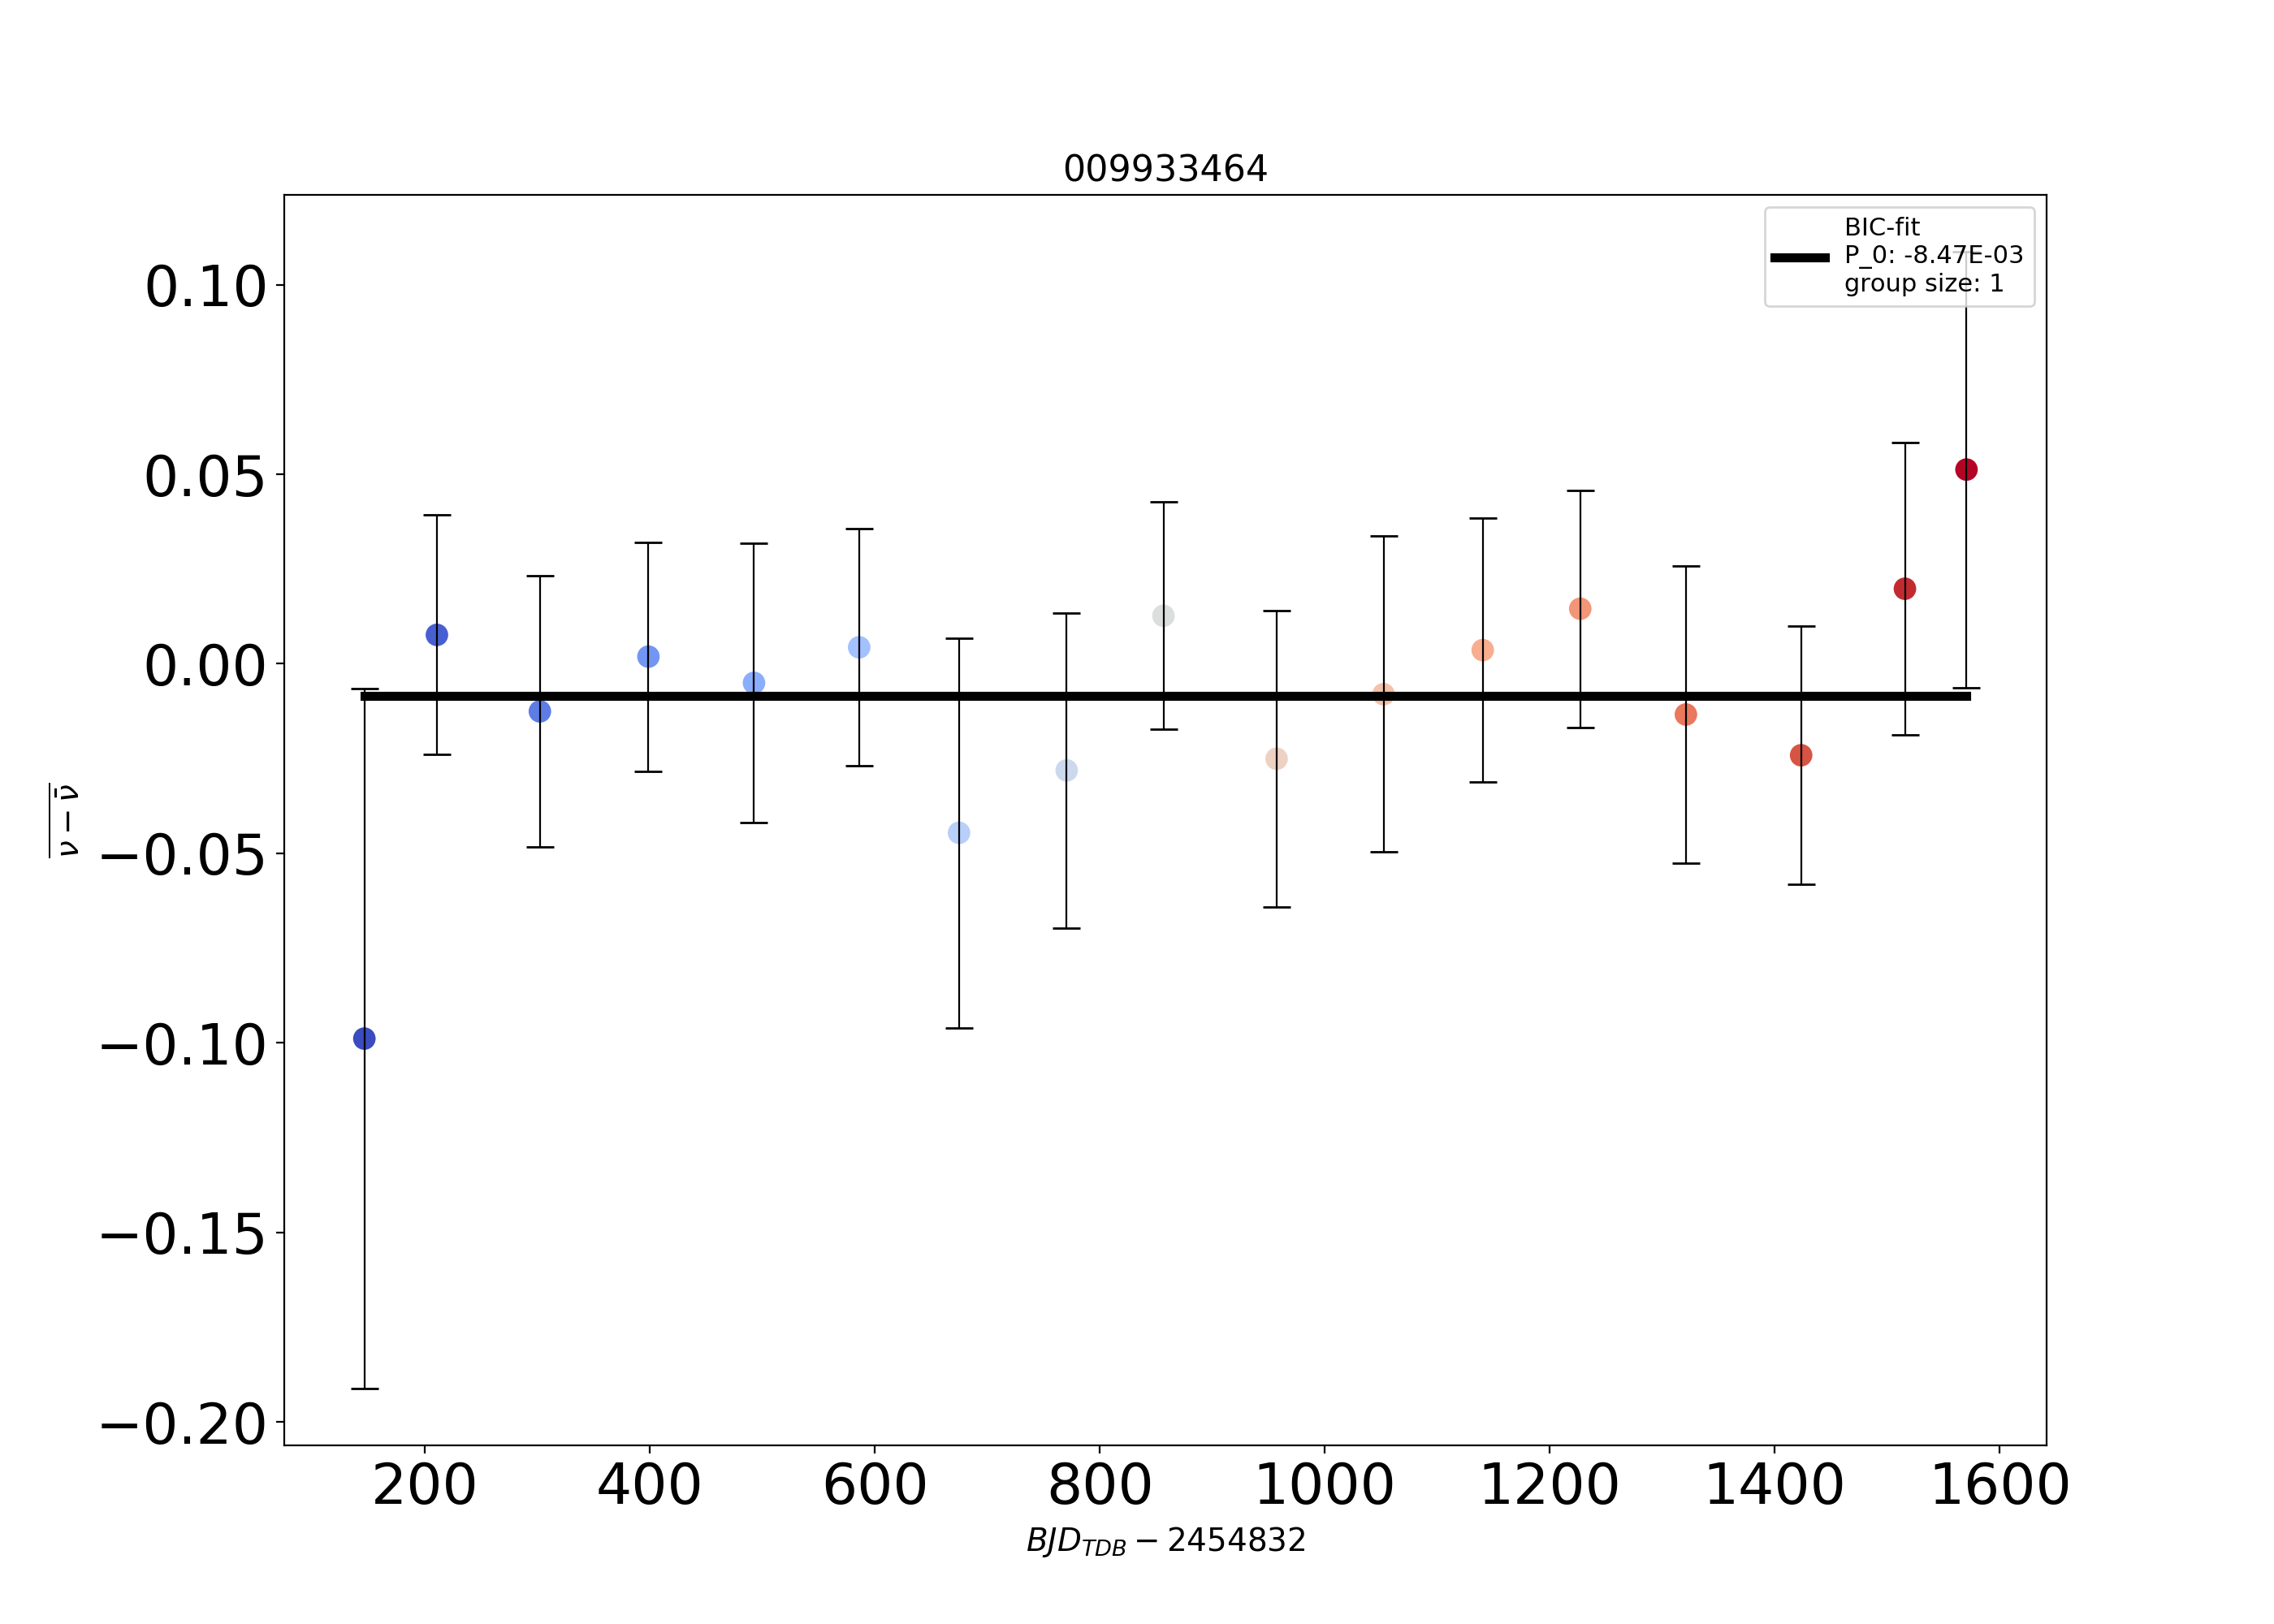 009933464
BIC-fit
P_0: -8.47E-03
group size: 1
0.10
0.05
0.00
−0.05
−0.10
−0.15
−0.20
ν − ν̄
200 400 600 800 1000 1200 1400 1600
BJD_TDB − 2454832